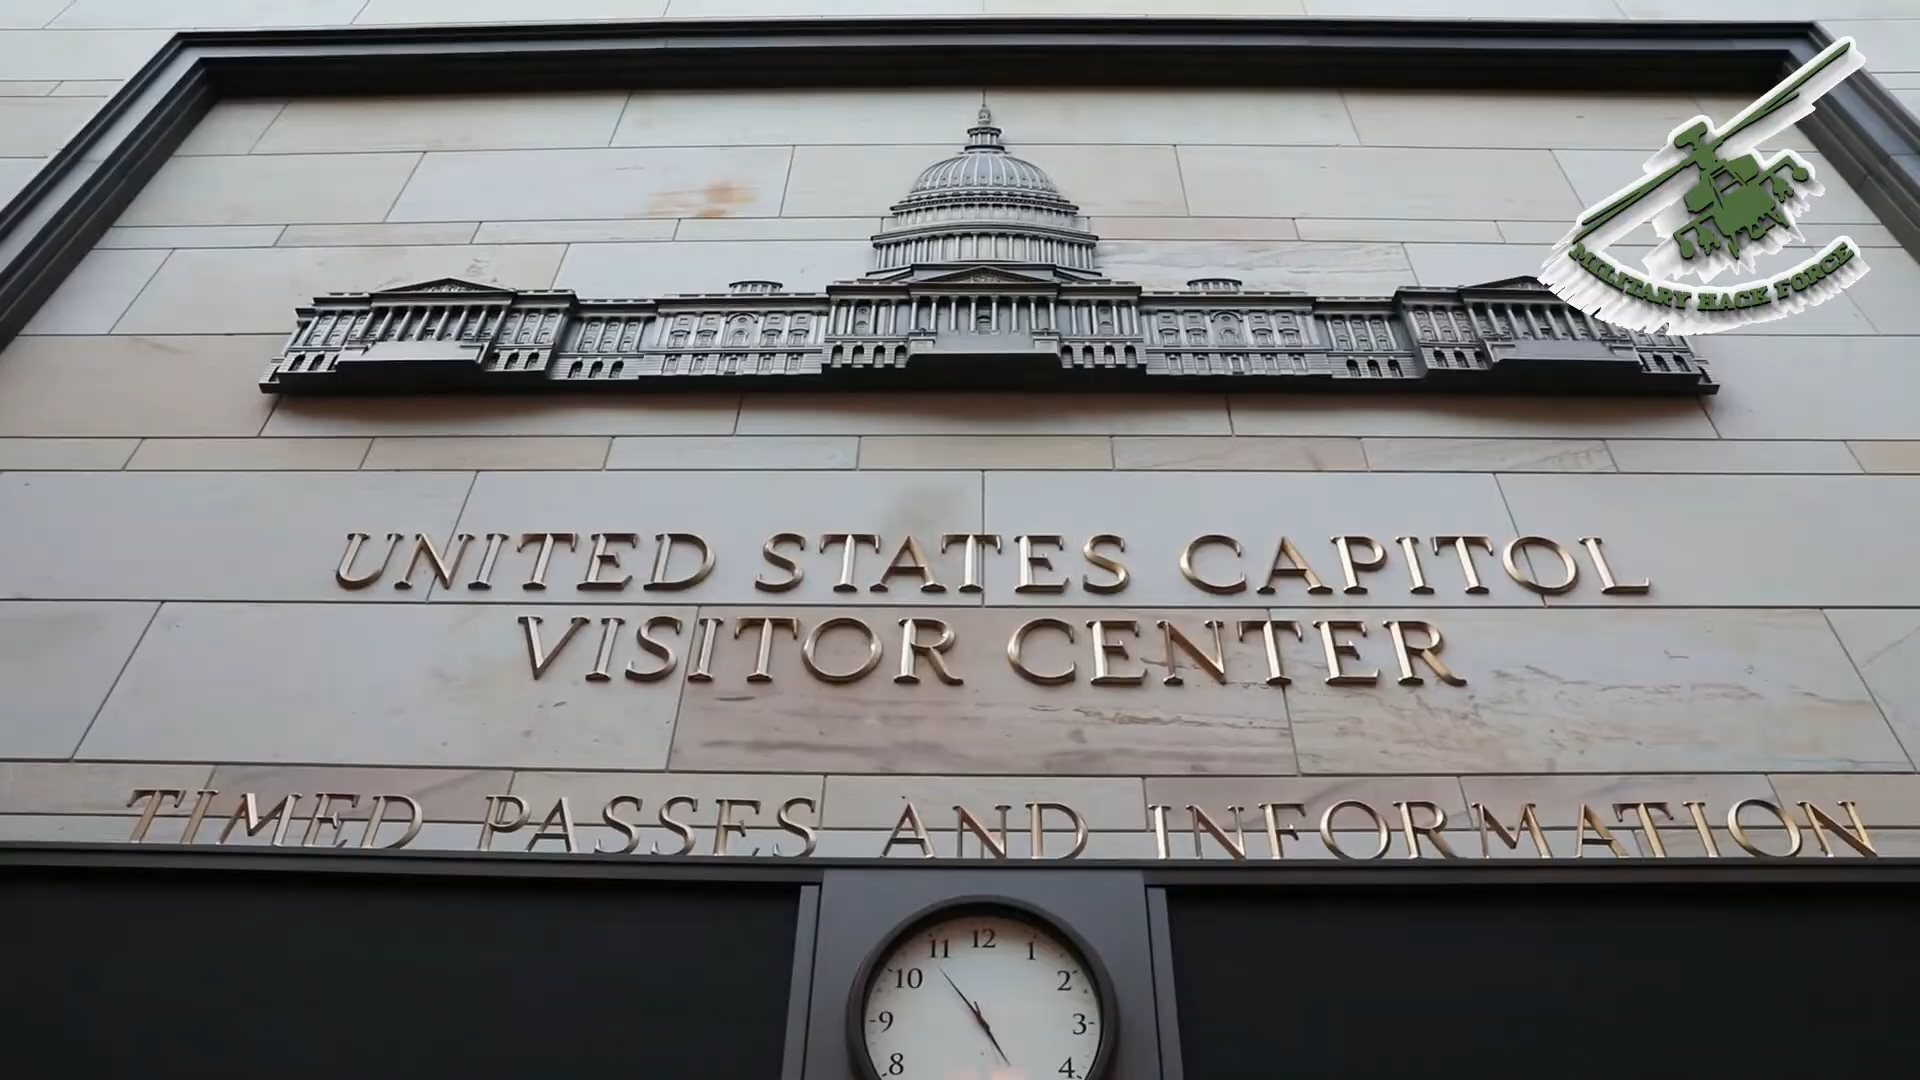 MILITARY HACK FORCE
UNITED STATES CAPITOL
VISITOR CENTER
TIMED PASSES AND INFORMATION
11 12 1
10 2
9 3
8 4